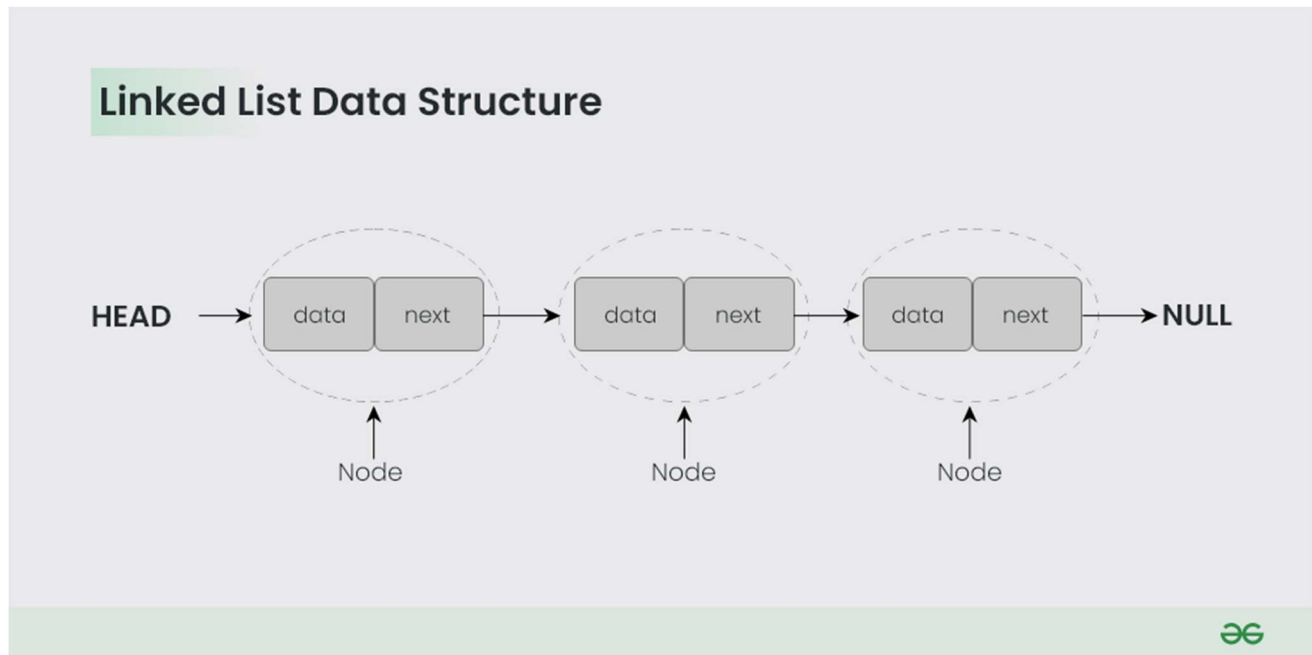 Linked List Data Structure
HEAD data next data next data next NULL
Node Node Node